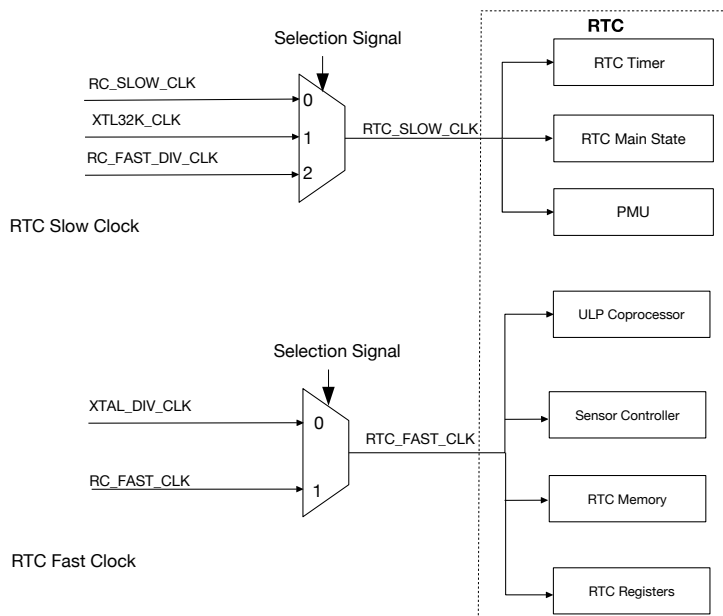 RTC
Selection Signal
RTC Timer
RC_SLOW_CLK
0
XTL32K_CLK
1
RTC_SLOW_CLK
RTC Main State
RC_FAST_DIV_CLK
2
PMU
RTC Slow Clock
ULP Coprocessor
Selection Signal
XTAL_DIV_CLK
0
Sensor Controller
RTC_FAST_CLK
RC_FAST_CLK
1
RTC Memory
RTC Fast Clock
RTC Registers